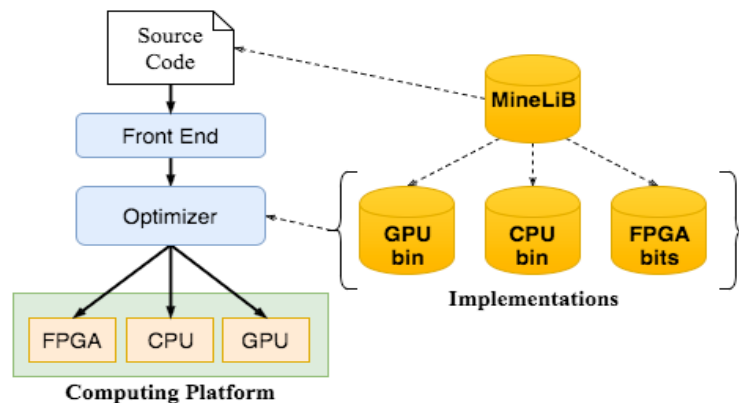 Source
Code
MineLiB
Front End
Optimizer
GPU
bin
CPU
bin
FPGA
bits
Implementations
FPGA
CPU
GPU
Computing Platform